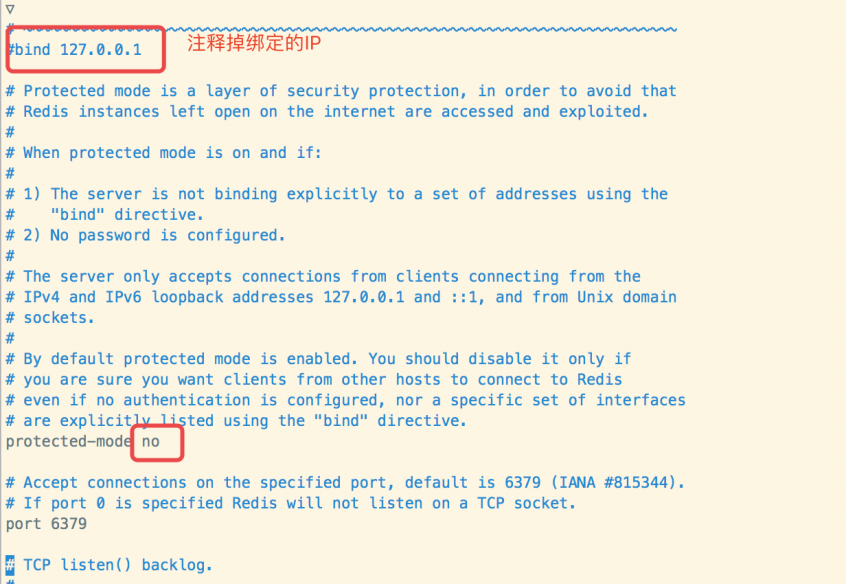 #
#bind 127.0.0.1
注释掉绑定的IP
# Protected mode is a layer of security protection, in order to avoid that
# Redis instances left open on the internet are accessed and exploited.
#
# When protected mode is on and if:
#
# 1) The server is not binding explicitly to a set of addresses using the
#    "bind" directive.
# 2) No password is configured.
#
# The server only accepts connections from clients connecting from the
# IPv4 and IPv6 loopback addresses 127.0.0.1 and ::1, and from Unix domain
# sockets.
#
# By default protected mode is enabled. You should disable it only if
# you are sure you want clients from other hosts to connect to Redis
# even if no authentication is configured, nor a specific set of interfaces
# are explicitly listed using the "bind" directive.
protected-mode no
# Accept connections on the specified port, default is 6379 (IANA #815344).
# If port 0 is specified Redis will not listen on a TCP socket.
port 6379
# TCP listen() backlog.
#